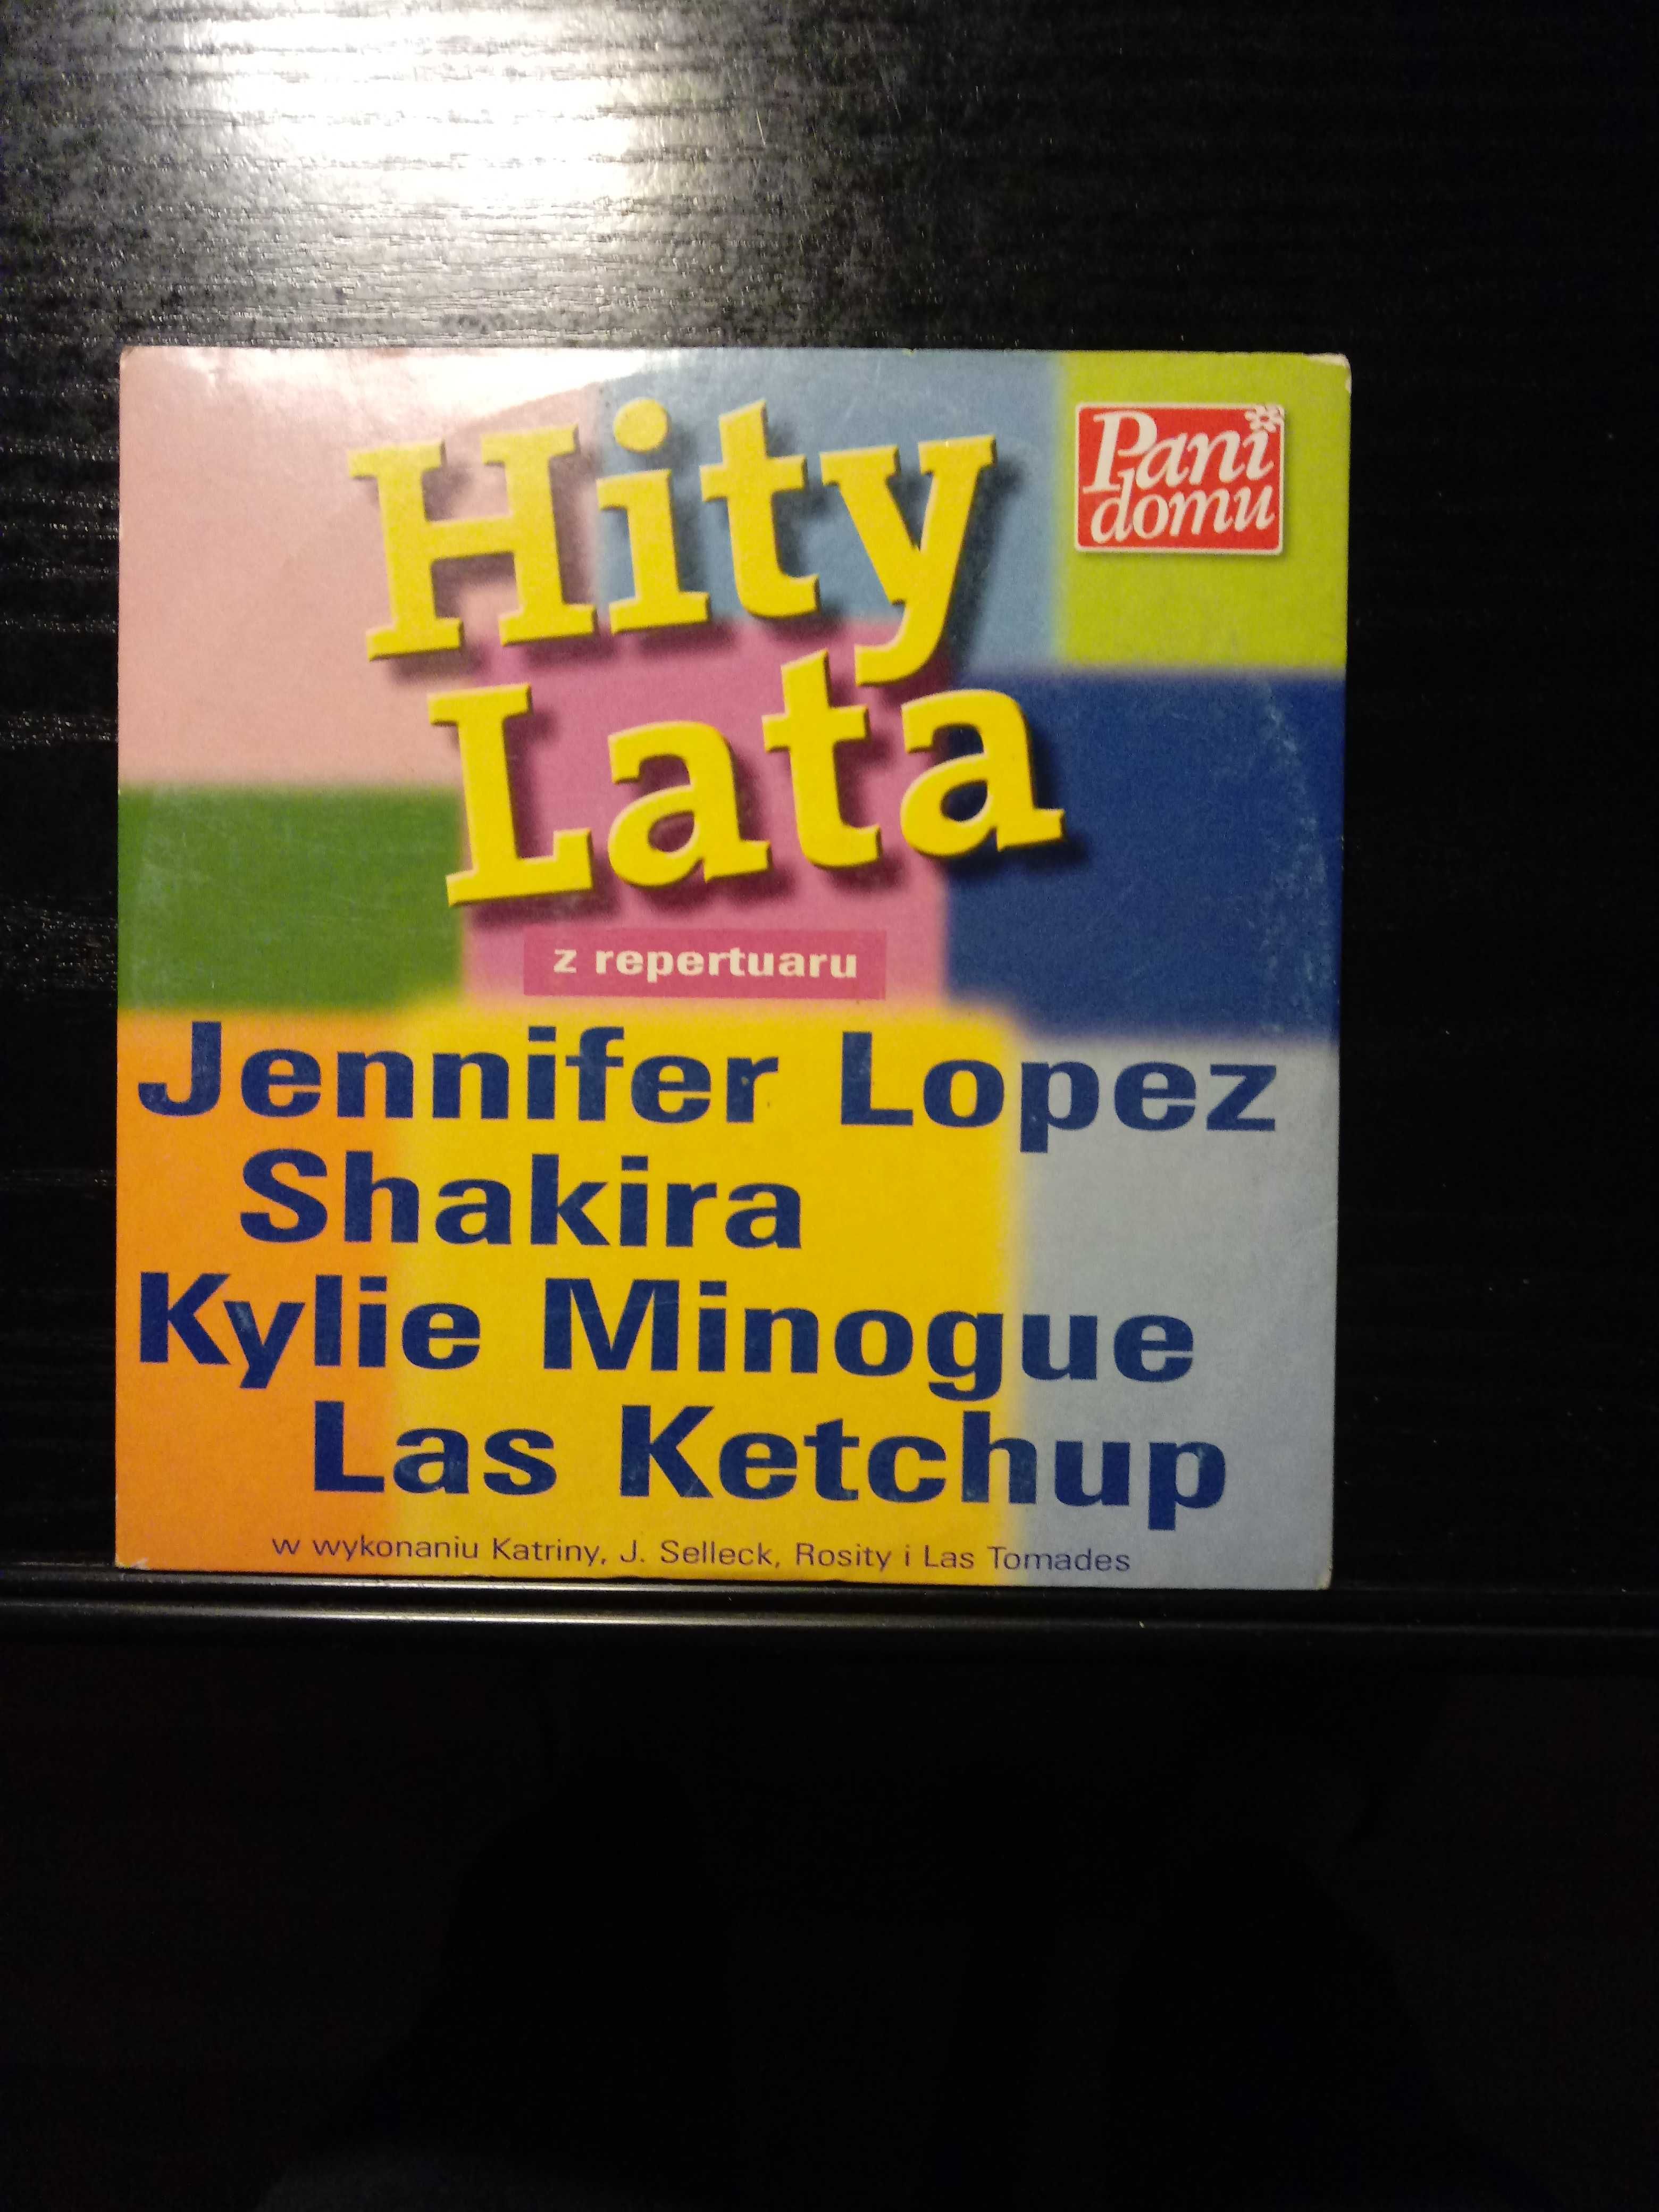 Hity
Lata
Pani
domu
z repertuaru
Jennifer Lopez
Shakira
Kylie Minogue
Las Ketchup
w wykonaniu Katriny, J. Selleck, Rosity i Las Tomades